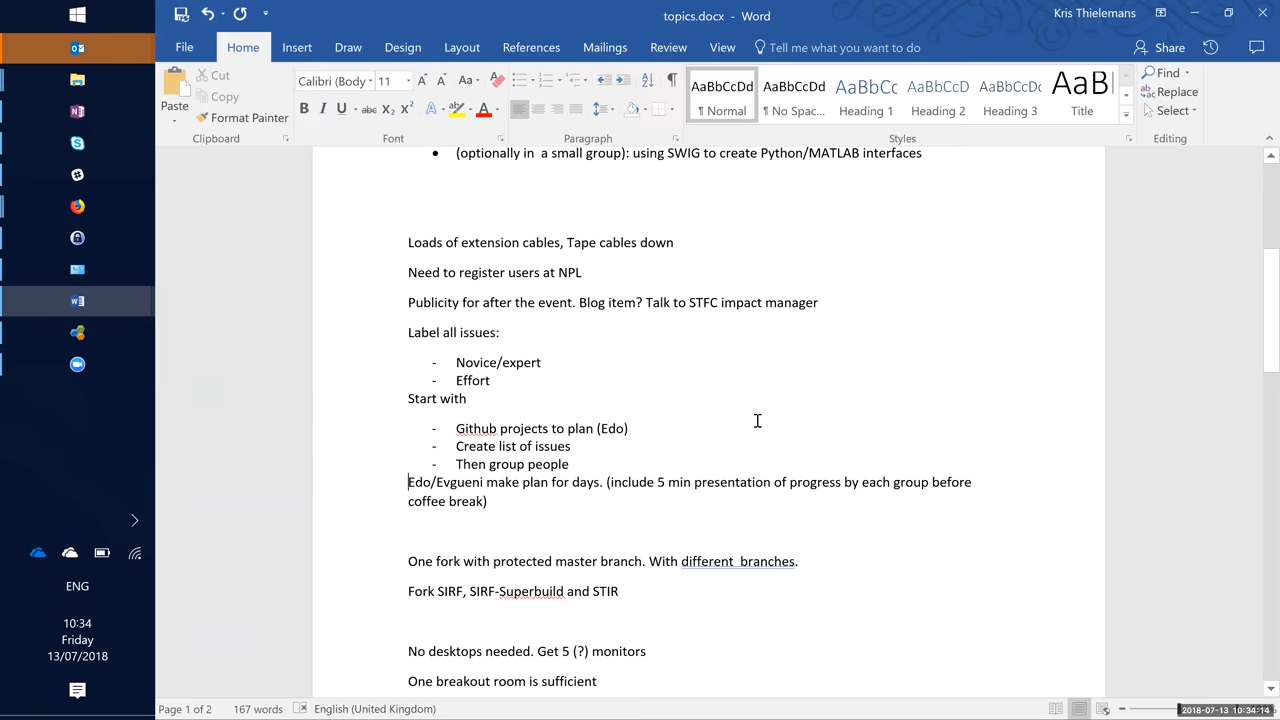 topics.docx - Word
Kris Thielemans
File Home Insert Draw Design Layout References Mailings Review View Tell me what you want to do Share
Paste
Cut
Copy
Format Painter
Clipboard
Calibri (Body 11
Font
Paragraph
AaBbCcDd AaBbCcDd AaBbCc AaBbCcD AaBbCcDc AaB
¶ Normal ¶ No Spac... Heading 1 Heading 2 Heading 3 Title
Styles
Find
Replace
Select
Editing
• (optionally in a small group): using SWIG to create Python/MATLAB interfaces
Loads of extension cables, Tape cables down
Need to register users at NPL
Publicity for after the event. Blog item? Talk to STFC impact manager
Label all issues:
- Novice/expert
- Effort
Start with
- Github projects to plan (Edo)
- Create list of issues
- Then group people
Edo/Evgueni make plan for days. (include 5 min presentation of progress by each group before
coffee break)
One fork with protected master branch. With different branches.
Fork SIRF, SIRF-Superbuild and STIR
No desktops needed. Get 5 (?) monitors
One breakout room is sufficient
ENG
10:34
Friday
13/07/2018
Page 1 of 2 167 words English (United Kingdom)
2018-07-13 10:34:14